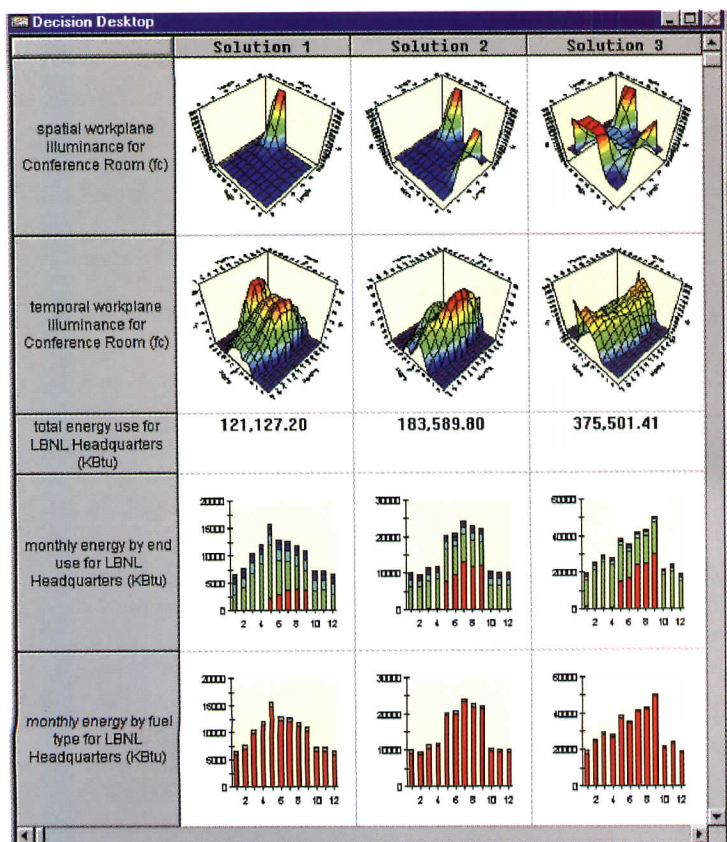 Decision Desktop
Solution 1
Solution 2
Solution 3
spatial workplane
illuminance for
Conference Room (fc)
temporal workplane
illuminance for
Conference Room (fc)
total energy use for
LBNL Headquarters
(KBtu)
121,127.20
183,589.80
375,501.41
monthly energy by end
use for LBNL
Headquarters (KBtu)
20000
15000
10000
5000
0
2 4 6 8 10 12
30000
20000
10000
0
2 4 6 8 10 12
60000
40000
20000
0
2 4 6 8 10 12
monthly energy by fuel
type for LBNL
Headquarters (KBtu)
20000
15000
10000
5000
0
2 4 6 8 10 12
30000
20000
10000
0
2 4 6 8 10 12
60000
40000
20000
0
2 4 6 8 10 12